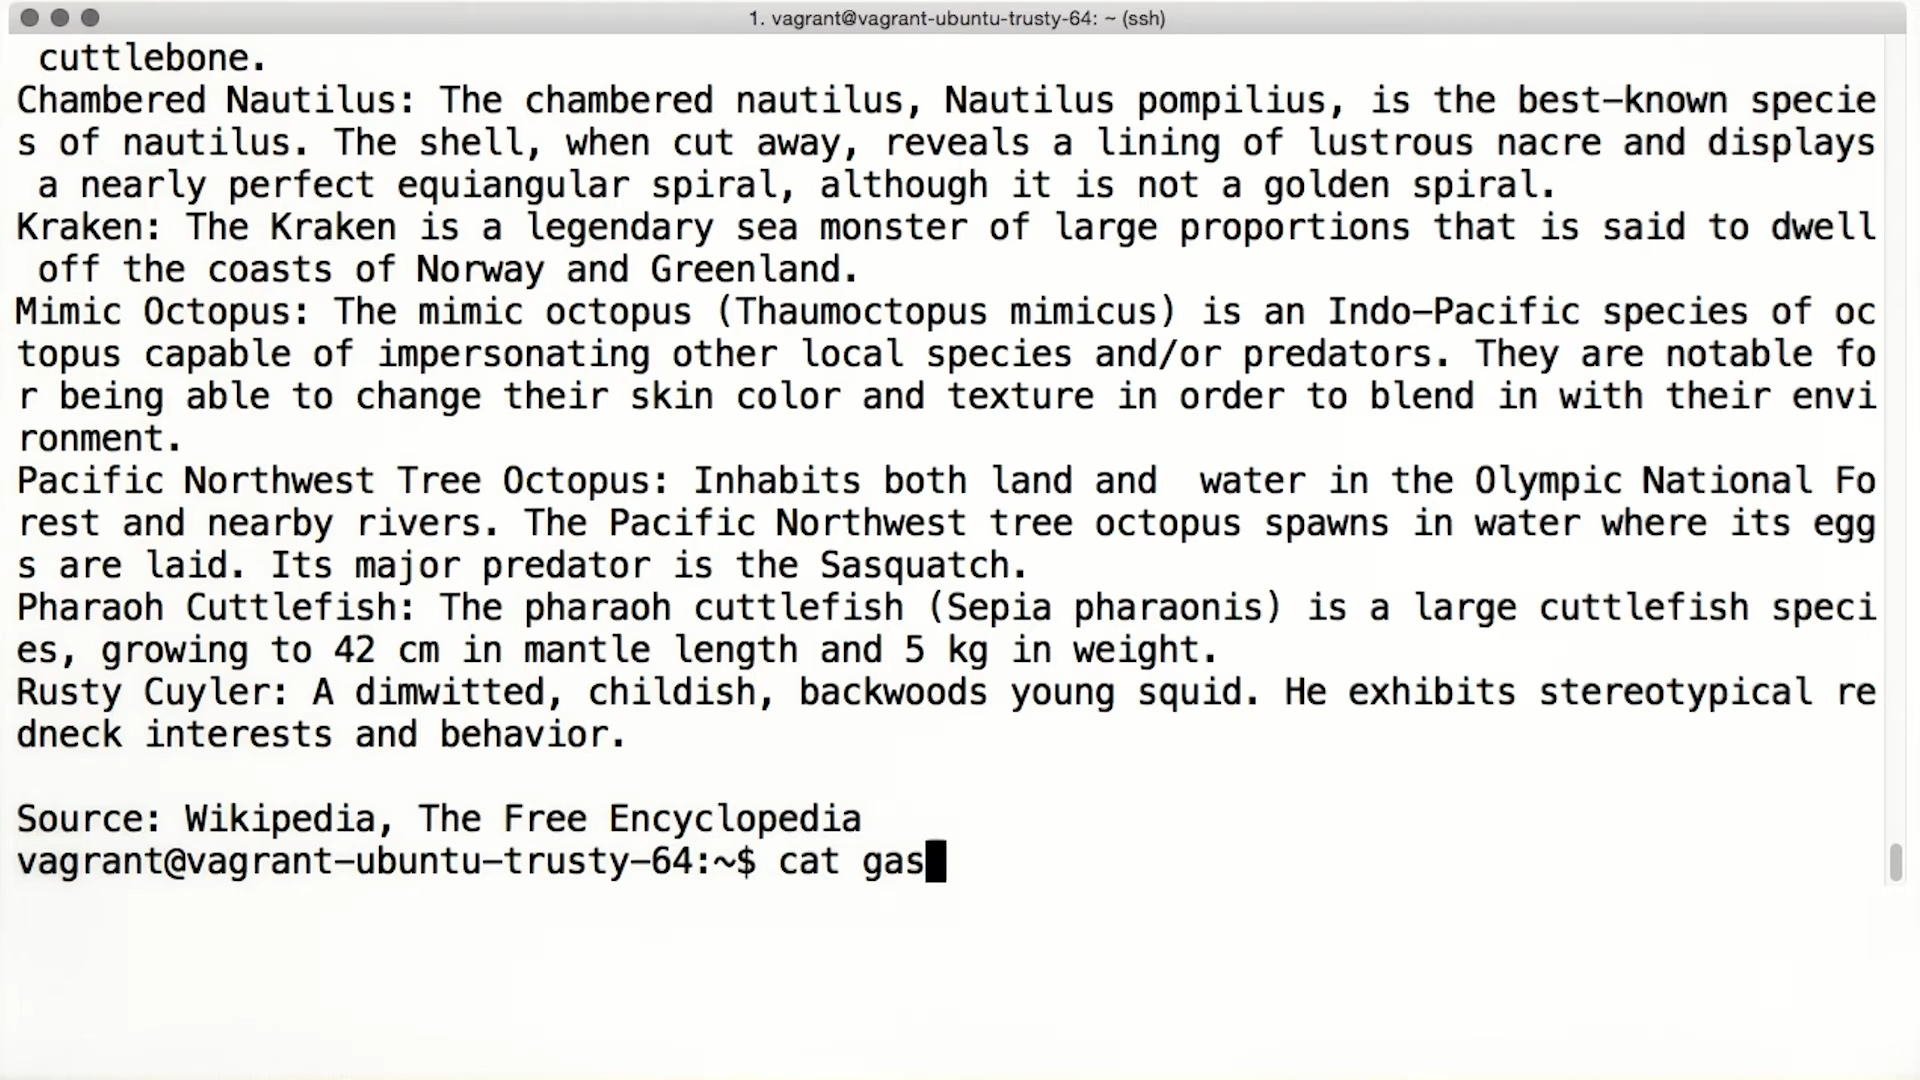 1. vagrant@vagrant-ubuntu-trusty-64: ~ (ssh)
cuttlebone.
Chambered Nautilus: The chambered nautilus, Nautilus pompilius, is the best-known specie
s of nautilus. The shell, when cut away, reveals a lining of lustrous nacre and displays
a nearly perfect equiangular spiral, although it is not a golden spiral.
Kraken: The Kraken is a legendary sea monster of large proportions that is said to dwell
off the coasts of Norway and Greenland.
Mimic Octopus: The mimic octopus (Thaumoctopus mimicus) is an Indo-Pacific species of oc
topus capable of impersonating other local species and/or predators. They are notable fo
r being able to change their skin color and texture in order to blend in with their envi
ronment.
Pacific Northwest Tree Octopus: Inhabits both land and  water in the Olympic National Fo
rest and nearby rivers. The Pacific Northwest tree octopus spawns in water where its egg
s are laid. Its major predator is the Sasquatch.
Pharaoh Cuttlefish: The pharaoh cuttlefish (Sepia pharaonis) is a large cuttlefish speci
es, growing to 42 cm in mantle length and 5 kg in weight.
Rusty Cuyler: A dimwitted, childish, backwoods young squid. He exhibits stereotypical re
dneck interests and behavior.
Source: Wikipedia, The Free Encyclopedia
vagrant@vagrant-ubuntu-trusty-64:~$ cat gas